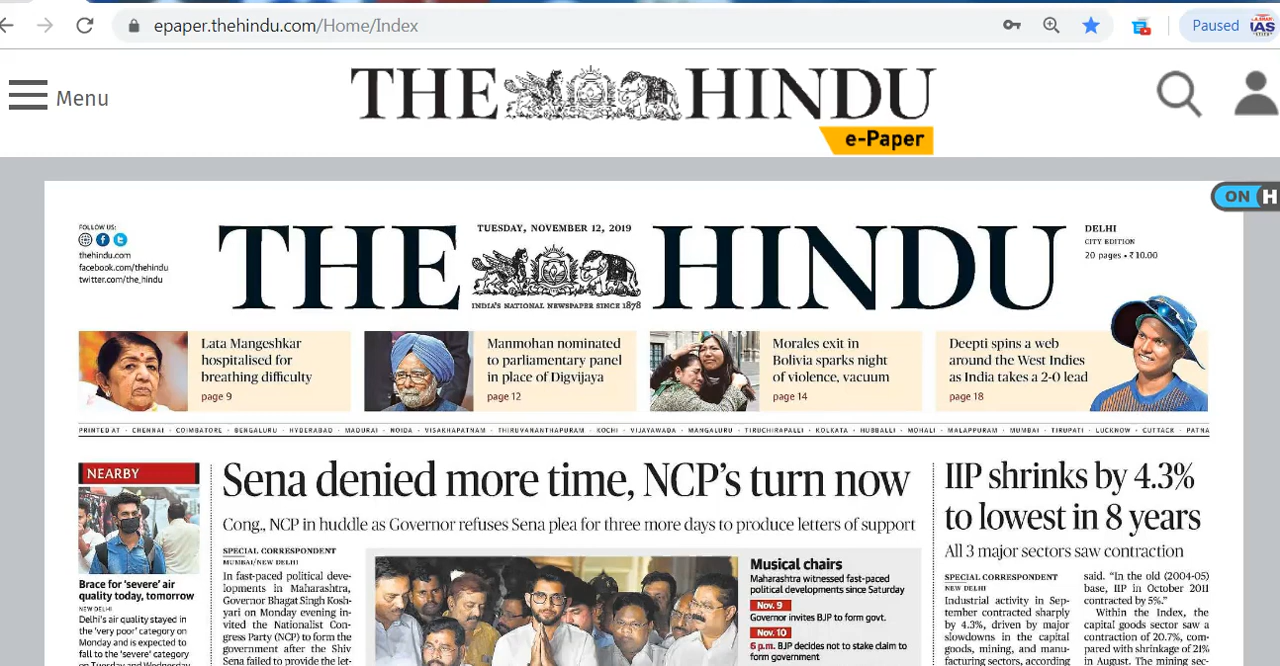 epaper.thehindu.com/Home/Index
Paused
IAS
Menu
THE HINDU
e-Paper
ON H
FOLLOW US:
thehindu.com
facebook.com/thehindu
twitter.com/the_hindu
THE HINDU
TUESDAY, NOVEMBER 12, 2019
INDIA'S NATIONAL NEWSPAPER SINCE 1878
DELHI
CITY EDITION
20 pages • ₹10.00
Lata Mangeshkar
hospitalised for
breathing difficulty
page 9
Manmohan nominated
to parliamentary panel
in place of Digvijaya
page 12
Morales exit in
Bolivia sparks night
of violence, vacuum
page 14
Deepti spins a web
around the West Indies
as India takes a 2-0 lead
page 18
PRINTED AT · CHENNAI · COIMBATORE · BENGALURU · HYDERABAD · MADURAI · NOIDA · VISAKHAPATNAM · THIRUVANANTHAPURAM · KOCHI · VIJAYAWADA · MANGALURU · TIRUCHIRAPALLI · KOLKATA · HUBBALLI · MOHALI · MALAPPURAM · MUMBAI · TIRUPATI · LUCKNOW · CUTTACK · PATNA
NEARBY
Brace for 'severe' air
quality today, tomorrow
NEW DELHI
Delhi's air quality stayed in
the 'very poor' category on
Monday and is expected to
fall to the 'severe' category
on Tuesday and Wednesday
Sena denied more time, NCP's turn now
Cong., NCP in huddle as Governor refuses Sena plea for three more days to produce letters of support
SPECIAL CORRESPONDENT
MUMBAI/NEW DELHI
In fast-paced political deve-
lopments in Maharashtra,
Governor Bhagat Singh Kosh-
yari on Monday evening in-
vited the Nationalist Con-
gress Party (NCP) to form the
government after the Shiv
Sena failed to provide the let-
Musical chairs
Maharashtra witnessed fast-paced
political developments since Saturday
Nov. 9
Governor invites BJP to form govt.
Nov. 10
6 p.m. BJP decides not to stake claim to
form government
IIP shrinks by 4.3%
to lowest in 8 years
All 3 major sectors saw contraction
SPECIAL CORRESPONDENT
NEW DELHI
Industrial activity in Sep-
tember contracted sharply
by 4.3%, driven by major
slowdowns in the capital
goods, mining, and manu-
facturing sectors, according
said. "In the old (2004-05)
base, IIP in October 2011
contracted by 5%."
Within the Index, the
capital goods sector saw a
contraction of 20.7%, com-
pared with shrinkage of 21%
in August. The mining sec-